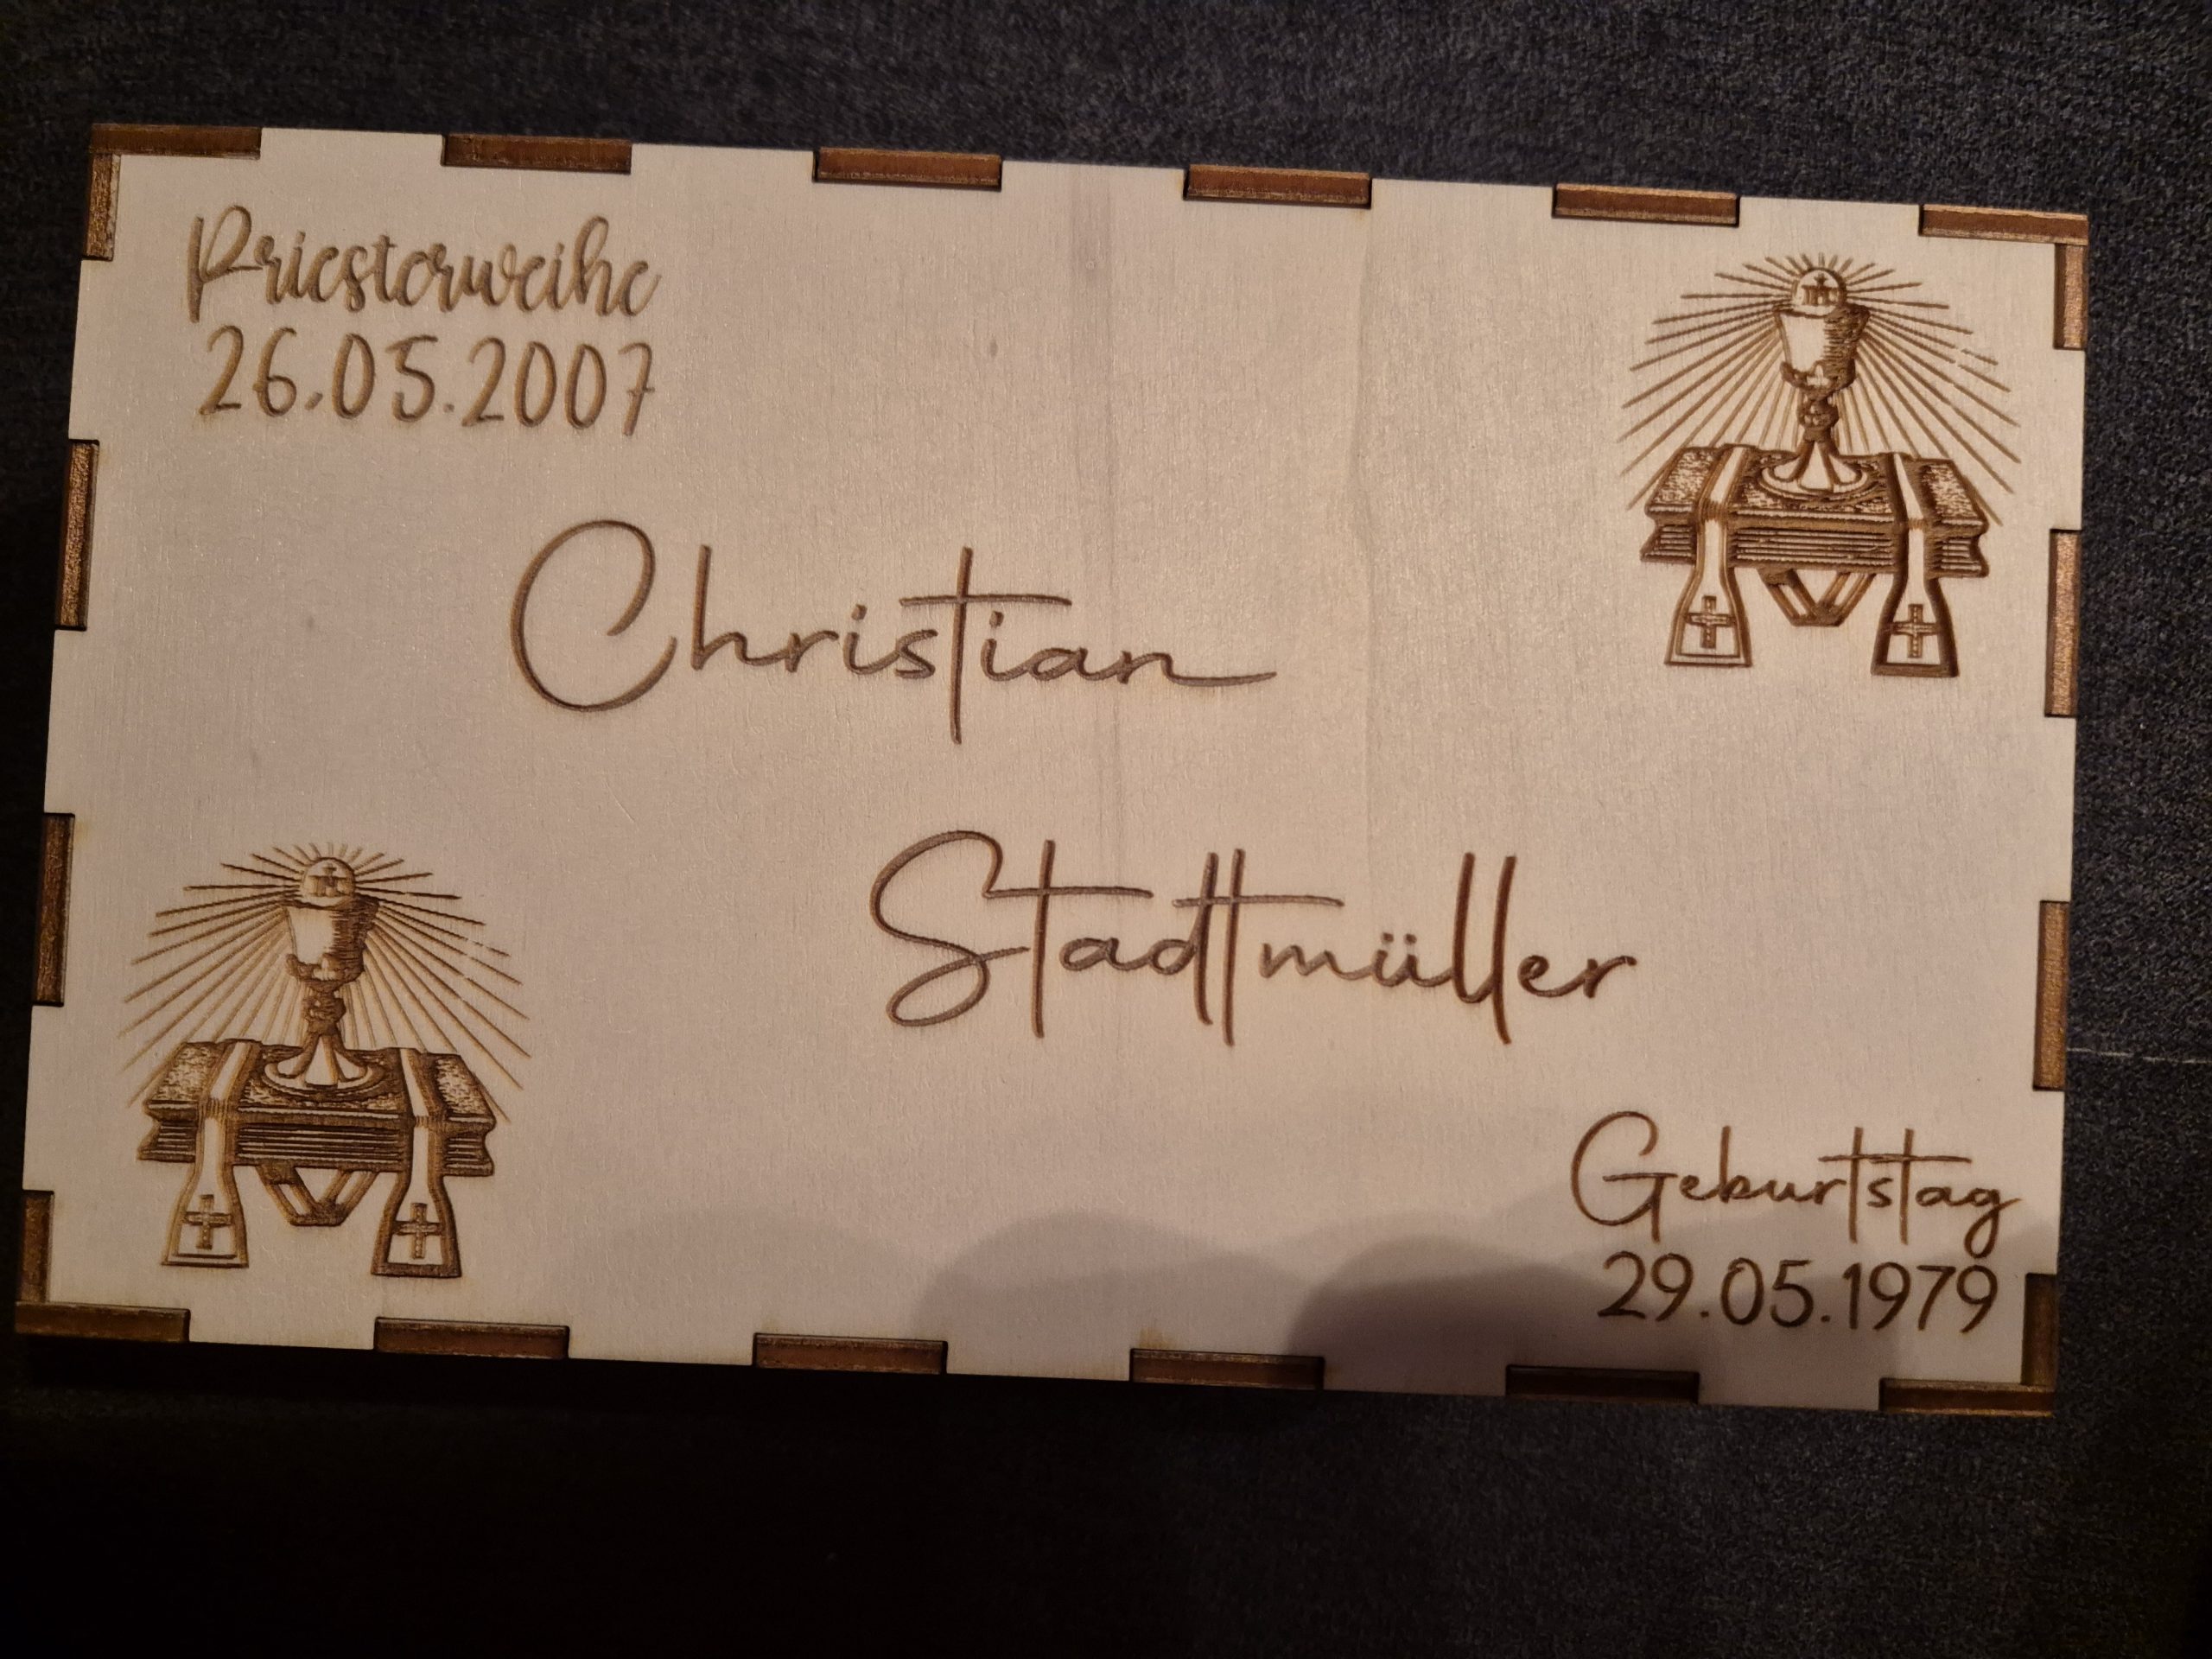 Priesterweihe
26.05.2007
Christian
Stadtmüller
Geburtstag
29.05.1979